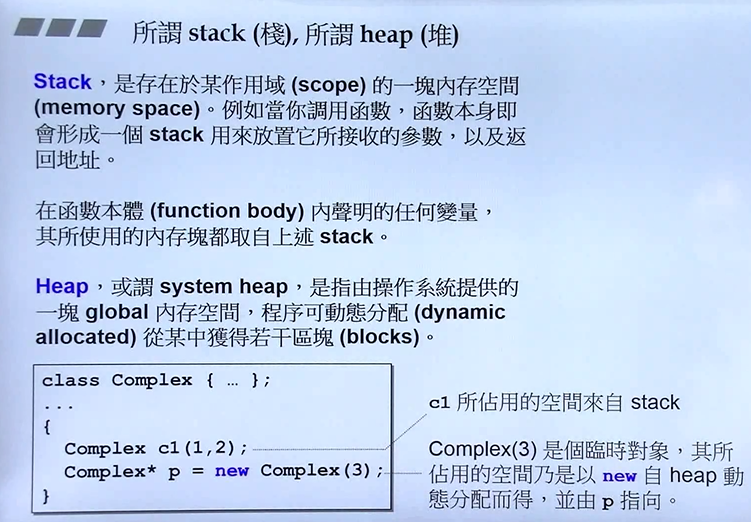 所謂 stack (棧), 所謂 heap (堆)
Stack，是存在於某作用域 (scope) 的一塊內存空間
(memory space)。例如當你調用函數，函數本身即
會形成一個 stack 用來放置它所接收的參數，以及返
回地址。
在函數本體 (function body) 內聲明的任何變量，
其所使用的內存塊都取自上述 stack。
Heap，或謂 system heap，是指由操作系統提供的
一塊 global 內存空間，程序可動態分配 (dynamic
allocated) 從某中獲得若干區塊 (blocks)。
class Complex { … };
...
{
  Complex c1(1,2);
  Complex* p = new Complex(3);
}
c1 所佔用的空間來自 stack
Complex(3) 是個臨時對象，其所
佔用的空間乃是以 new 自 heap 動
態分配而得，並由 p 指向。